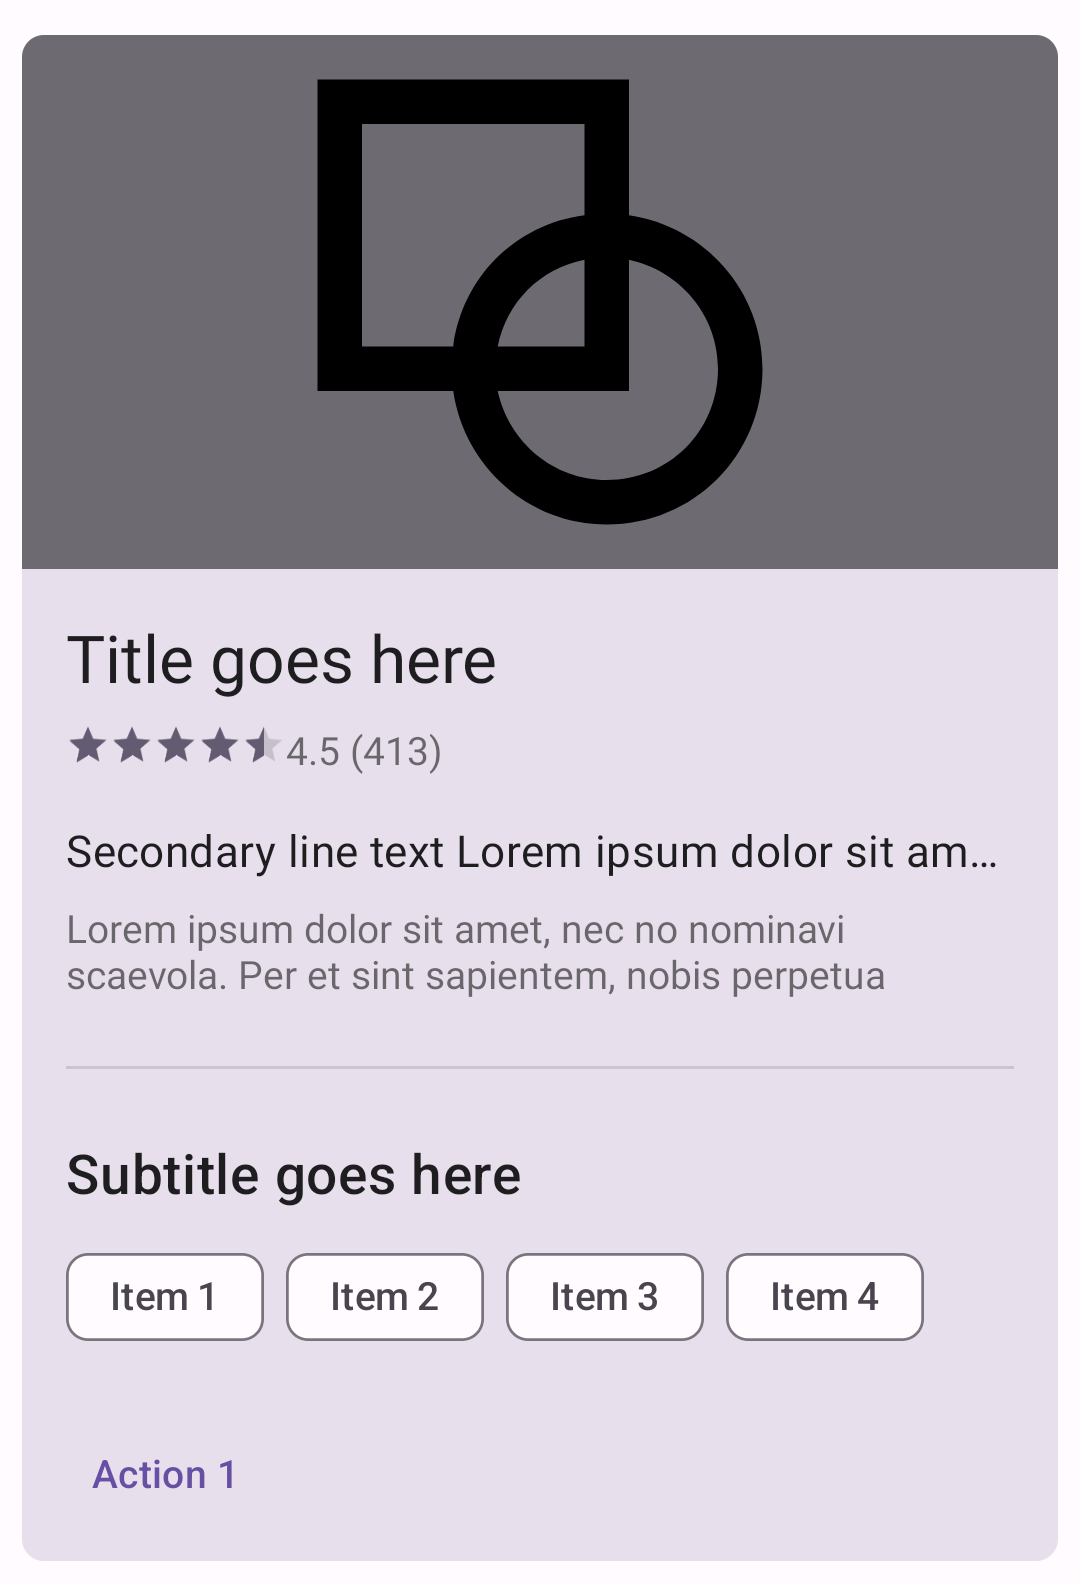 Title goes here
4.5 (413)
Secondary line text Lorem ipsum dolor sit am…
Lorem ipsum dolor sit amet, nec no nominavi
scaevola. Per et sint sapientem, nobis perpetua
Subtitle goes here
Item 1 Item 2 Item 3 Item 4
Action 1